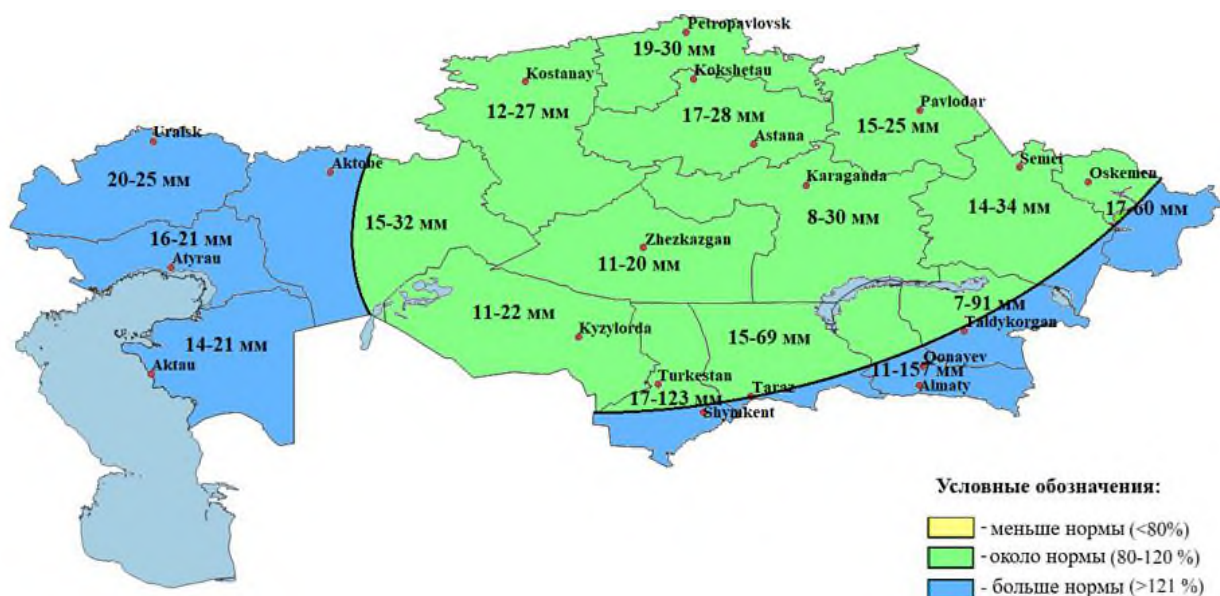 Petropavlovsk
19-30 мм
Kostanay
Kokshetau
12-27 мм
17-28 мм
Pavlodar
15-25 мм
Uralsk
Astana
Aktobe
Semei
Karaganda
Oskemen
20-25 мм
15-32 мм
8-30 мм
14-34 мм
17-60 мм
16-21 мм
Zhezkazgan
Atyrau
11-20 мм
11-22 мм
7-91 мм
14-21 мм
Kyzylorda
15-69 мм
Taldykorgan
Aktau
Qonayev
11-157 мм
Turkestan
Almaty
17-123 мм
Taraz
Shymkent
Условные обозначения:
- меньше нормы (<80%)
- около нормы (80-120 %)
- больше нормы (>121 %)